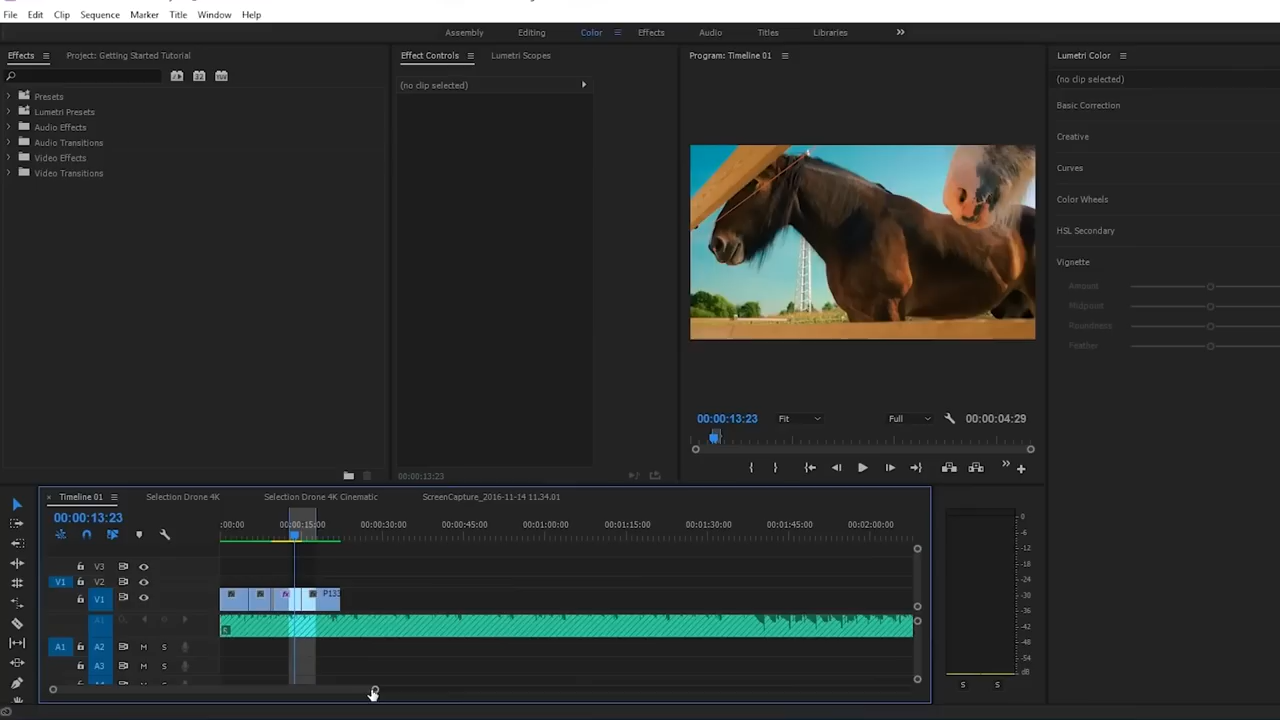 File Edit Clip Sequence Marker Title Window Help
Assembly Editing Color Effects Audio Titles Libraries
Effects Project: Getting Started Tutorial
Presets
Lumetri Presets
Audio Effects
Audio Transitions
Video Effects
Video Transitions
Effect Controls Lumetri Scopes
(no clip selected)
00:00:13:23
Program: Timeline 01
00:00:13:23 Fit Full 00:00:04:29
Lumetri Color
(no clip selected)
Basic Correction
Creative
Curves
Color Wheels
HSL Secondary
Vignette
Amount
Midpoint
Roundness
Feather
Timeline 01 Selection Drone 4K Selection Drone 4K Cinematic ScreenCapture_2016-11-14 11.34.01
00:00:13:23
:00:00 00:00:15:00 00:00:30:00 00:00:45:00 00:01:00:00 00:01:15:00 00:01:30:00 00:01:45:00 00:02:00:00
V3
V1 V2
V1 fx P133
A1
A1 A2 M S
A3 M S
0
-6
-12
-18
-24
-30
-36
-42
-48
-54
dB
S S